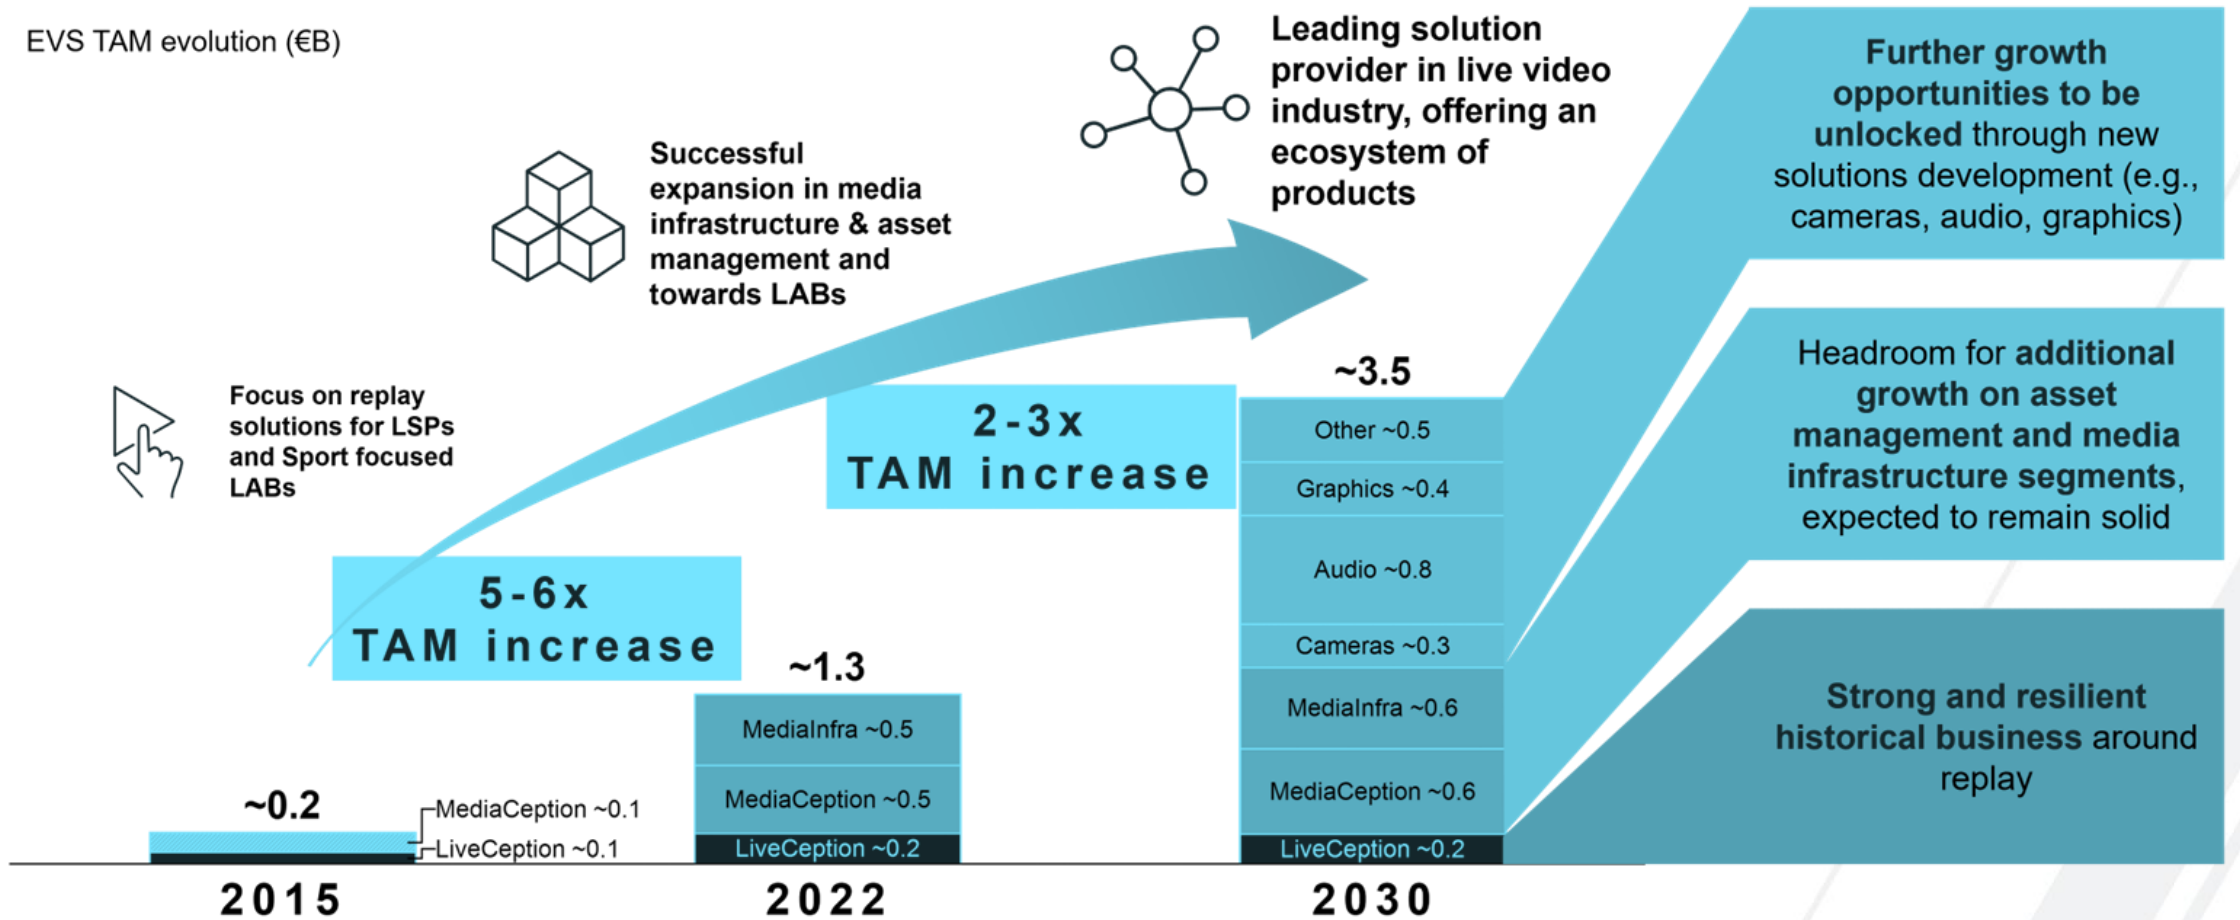 EVS TAM evolution (€B)
Focus on replay
solutions for LSPs
and Sport focused
LABs
Successful
expansion in media
infrastructure & asset
management and
towards LABs
Leading solution
provider in live video
industry, offering an
ecosystem of
products
5-6x
TAM increase
2-3x
TAM increase
~0.2
MediaCeption ~0.1
LiveCeption ~0.1
2015
~1.3
MediaInfra ~0.5
MediaCeption ~0.5
LiveCeption ~0.2
2022
~3.5
Other ~0.5
Graphics ~0.4
Audio ~0.8
Cameras ~0.3
MediaInfra ~0.6
MediaCeption ~0.6
LiveCeption ~0.2
2030
Further growth
opportunities to be
unlocked through new
solutions development (e.g.,
cameras, audio, graphics)
Headroom for additional
growth on asset
management and media
infrastructure segments,
expected to remain solid
Strong and resilient
historical business around
replay